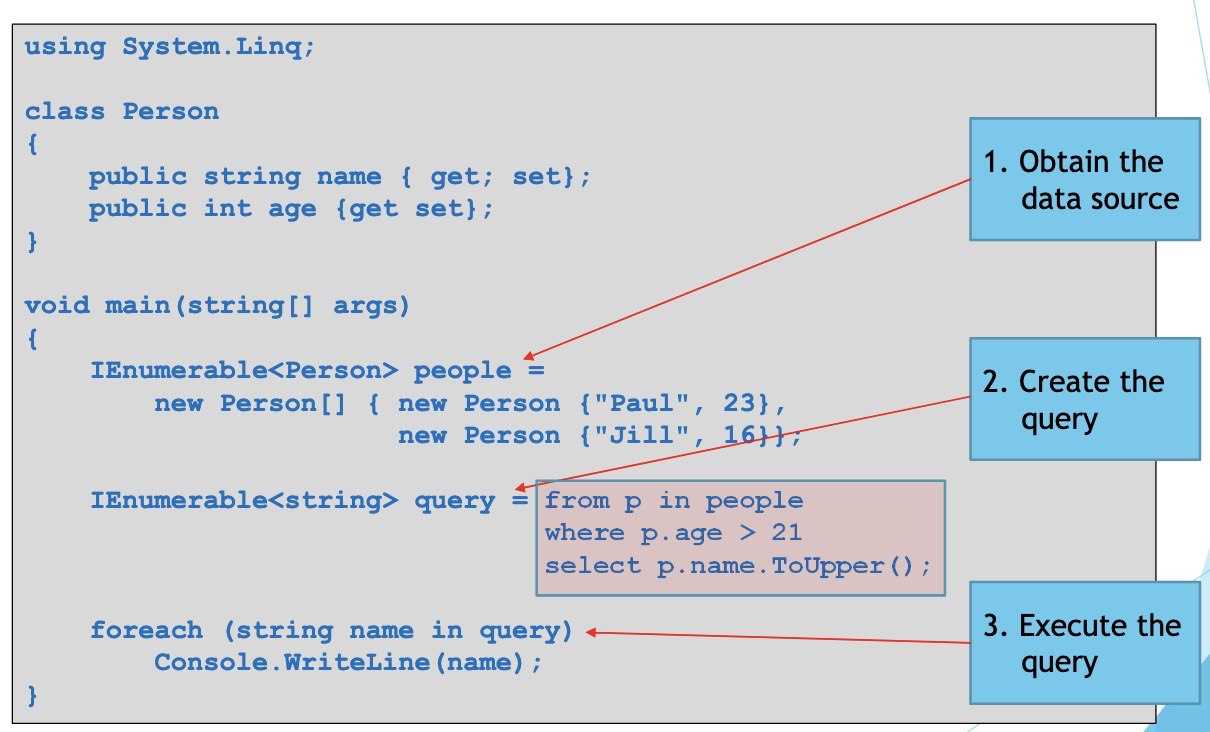 using System.Linq;
class Person
{
public string name { get; set};
public int age {get set};
}
void main(string[] args)
{
IEnumerable<Person> people =
new Person[] { new Person {"Paul", 23},
new Person {"Jill", 16}};
IEnumerable<string> query =
from p in people
where p.age > 21
select p.name.ToUpper();
foreach (string name in query)
Console.WriteLine(name);
}
1. Obtain the
data source
2. Create the
query
3. Execute the
query